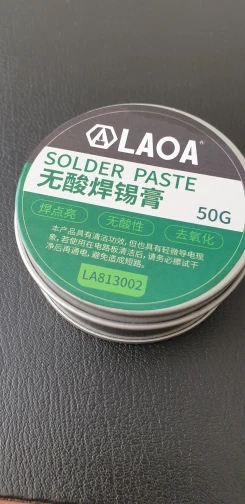 LAOA®
SOLDER PASTE
无酸焊锡膏
50G
焊点亮 无酸性 去氧化
本产品具有清洁功效，但也具有轻微导电现
象，若使用在电路板清洁后，请务必擦试干
净后再通电，避免造成短路。
LA813002